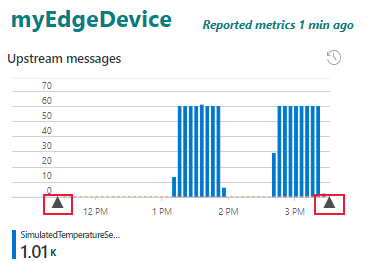 myEdgeDevice
Reported metrics 1 min ago
Upstream messages
70
60
50
40
30
20
10
0
12 PM 1 PM 2 PM 3 PM
SimulatedTemperatureSe...
1.01 K